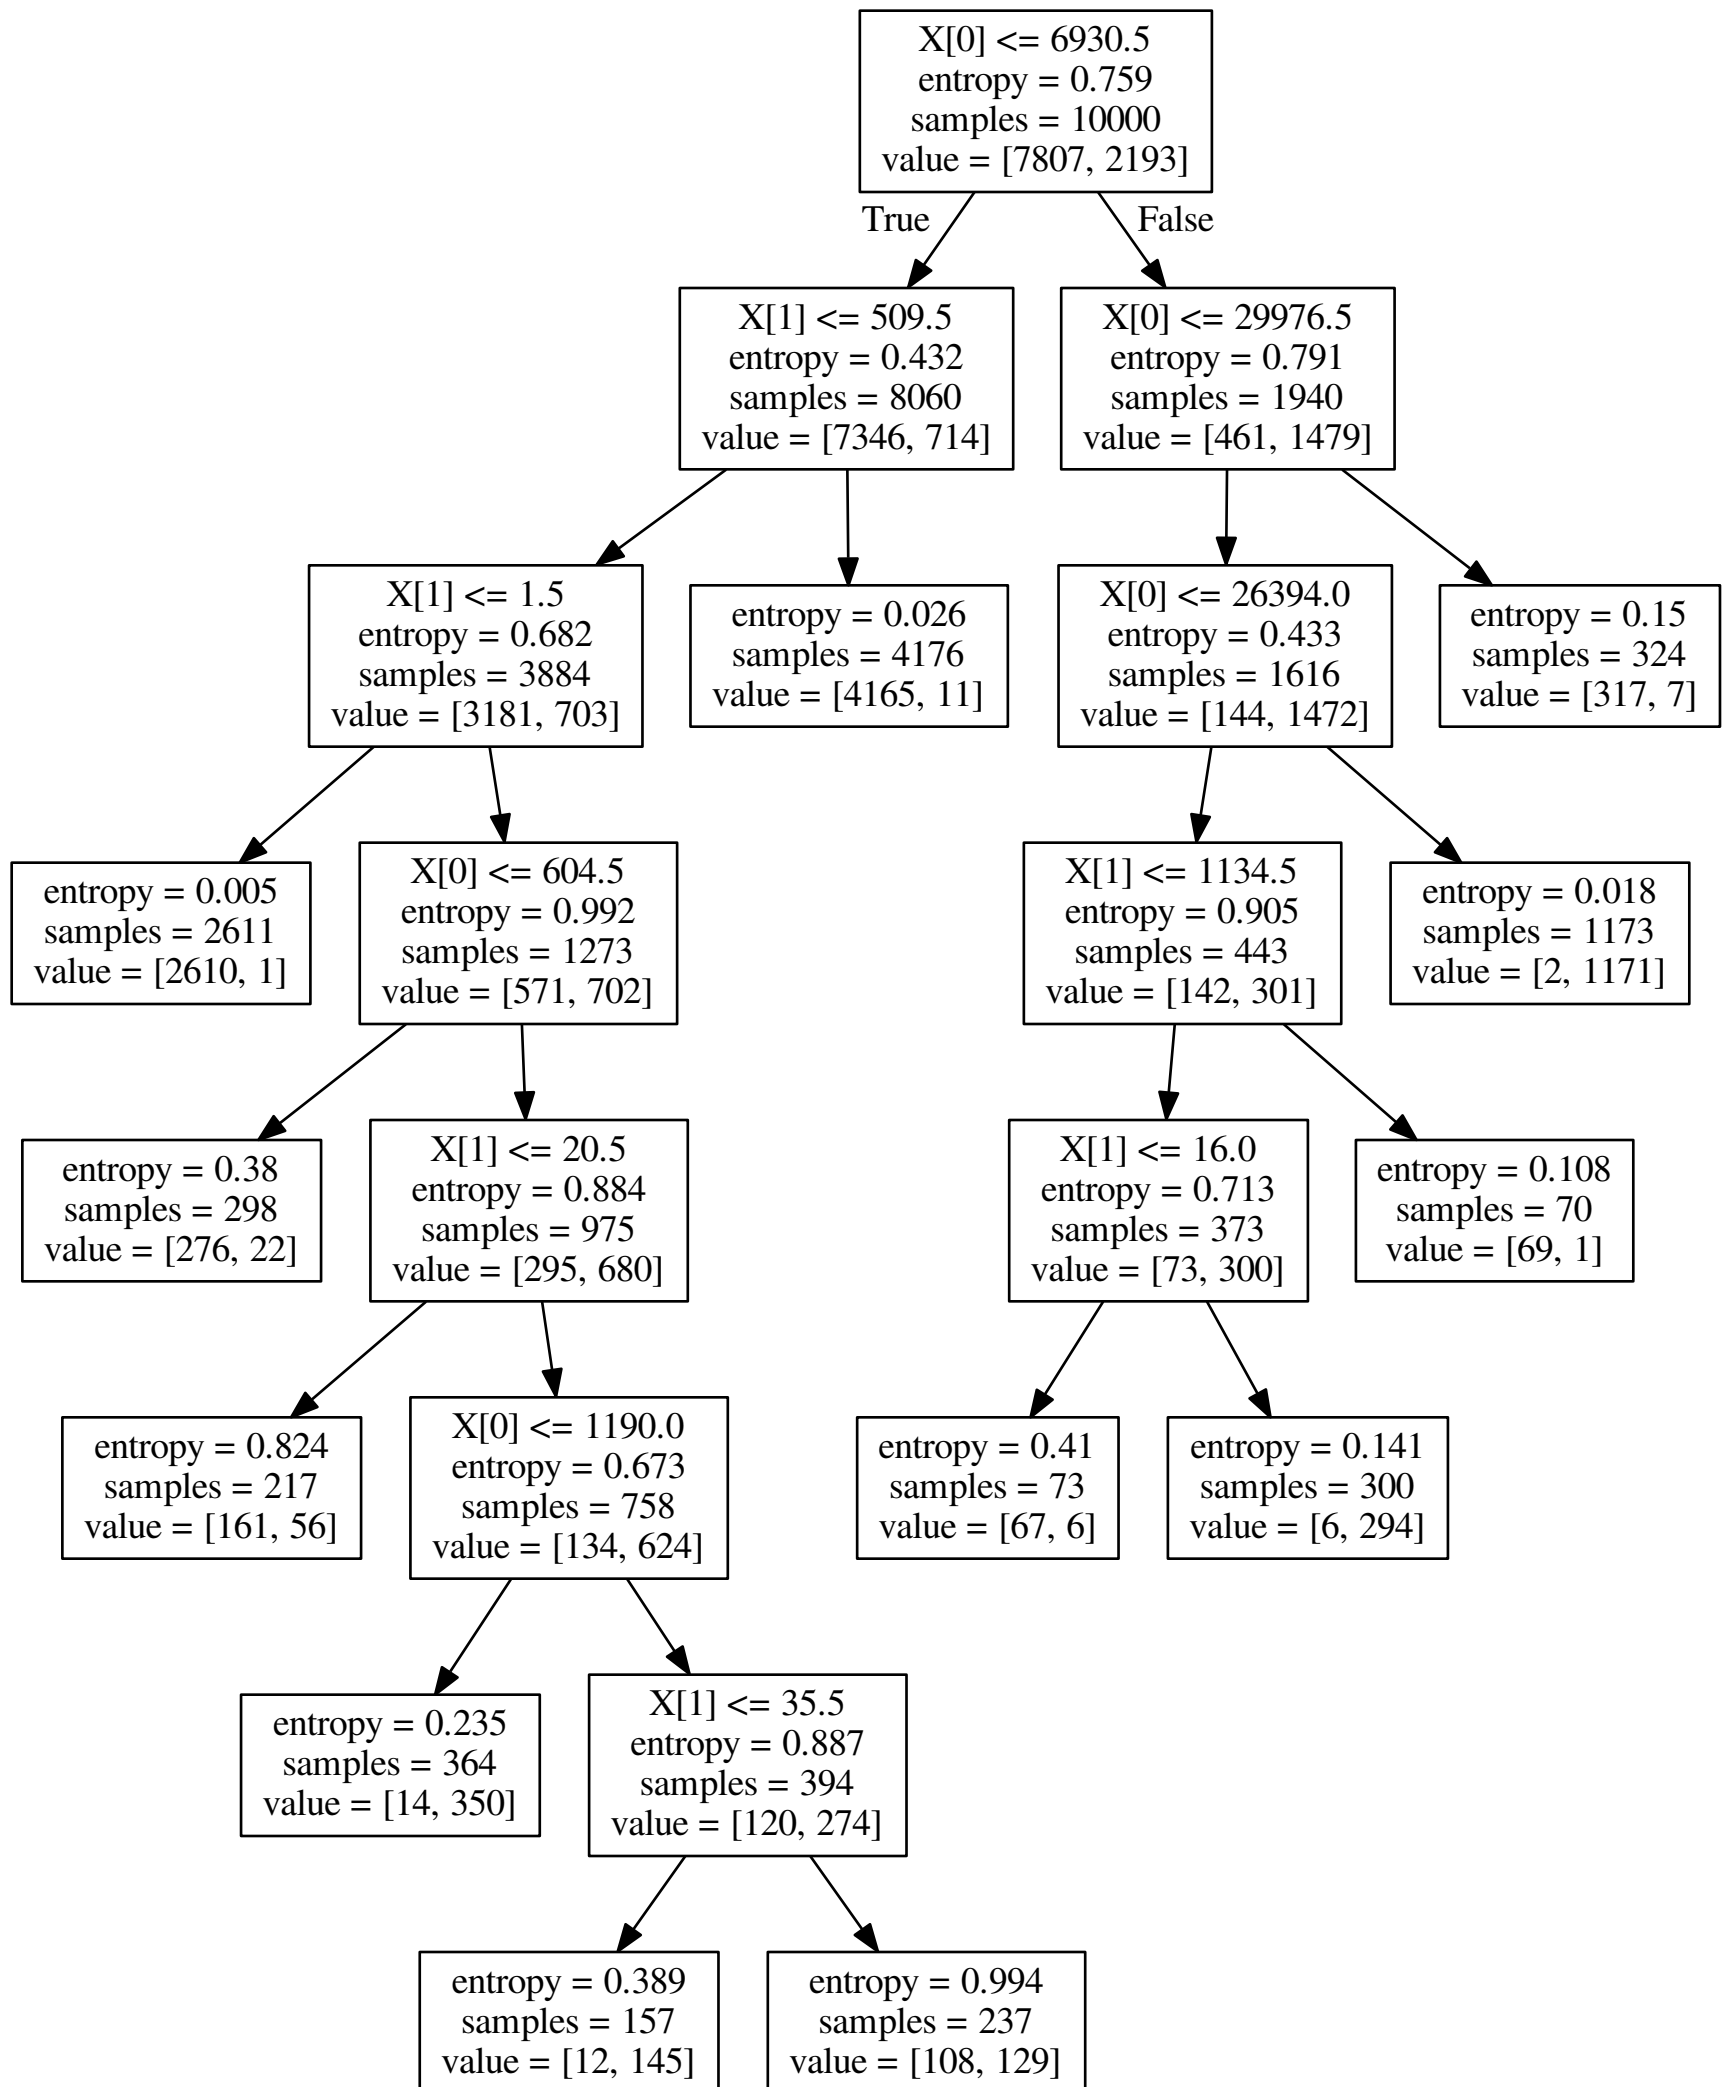 X[0] <= 6930.5
entropy = 0.759
samples = 10000
value = [7807, 2193]
True
False
X[1] <= 509.5
entropy = 0.432
samples = 8060
value = [7346, 714]
X[0] <= 29976.5
entropy = 0.791
samples = 1940
value = [461, 1479]
X[1] <= 1.5
entropy = 0.682
samples = 3884
value = [3181, 703]
entropy = 0.026
samples = 4176
value = [4165, 11]
X[0] <= 26394.0
entropy = 0.433
samples = 1616
value = [144, 1472]
entropy = 0.15
samples = 324
value = [317, 7]
entropy = 0.005
samples = 2611
value = [2610, 1]
X[0] <= 604.5
entropy = 0.992
samples = 1273
value = [571, 702]
X[1] <= 1134.5
entropy = 0.905
samples = 443
value = [142, 301]
entropy = 0.018
samples = 1173
value = [2, 1171]
entropy = 0.38
samples = 298
value = [276, 22]
X[1] <= 20.5
entropy = 0.884
samples = 975
value = [295, 680]
X[1] <= 16.0
entropy = 0.713
samples = 373
value = [73, 300]
entropy = 0.108
samples = 70
value = [69, 1]
entropy = 0.824
samples = 217
value = [161, 56]
X[0] <= 1190.0
entropy = 0.673
samples = 758
value = [134, 624]
entropy = 0.41
samples = 73
value = [67, 6]
entropy = 0.141
samples = 300
value = [6, 294]
entropy = 0.235
samples = 364
value = [14, 350]
X[1] <= 35.5
entropy = 0.887
samples = 394
value = [120, 274]
entropy = 0.389
samples = 157
value = [12, 145]
entropy = 0.994
samples = 237
value = [108, 129]